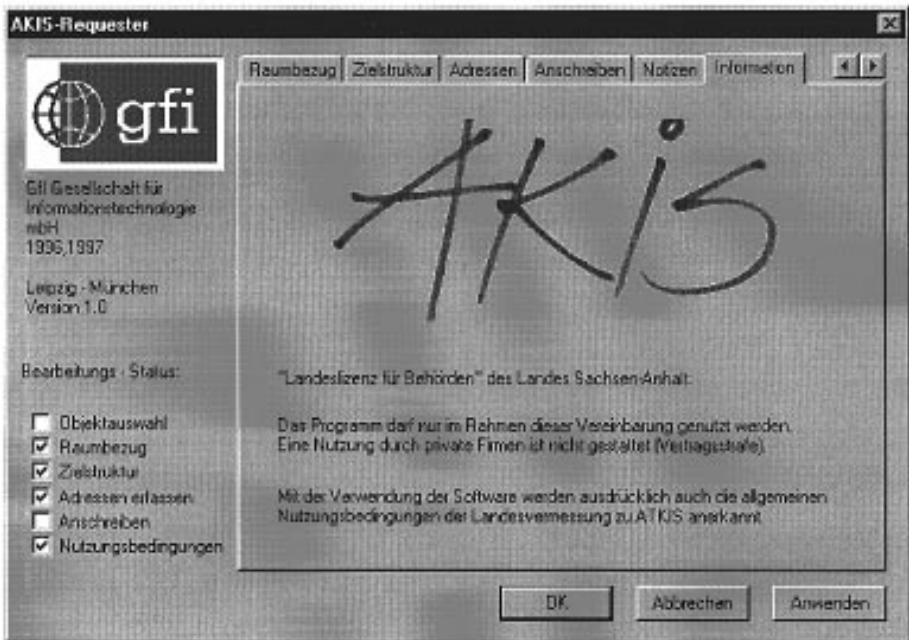 AKIS-Requester
gfi
GfI Gesellschaft für
Informationstechnologie
mbH
1996,1997
Leipzig - München
Version 1.0
Bearbeitungs - Status:
Objektauswahl
Raumbezug
Zielstruktur
Adressen erfassen
Anschreiben
Nutzungsbedingungen
Raumbezug Zielstruktur Adressen Anschreiben Notizen Information
AKIS
"Landeslizenz für Behörden" des Landes Sachsen-Anhalt:
Das Programm darf nur im Rahmen dieser Vereinbarung genutzt werden.
Eine Nutzung durch private Firmen ist nicht gestattet (Vertragsstrafe).
Mit der Verwendung der Software werden ausdrücklich auch die allgemeinen
Nutzungsbedingungen der Landesvermessung zu ATKIS anerkannt
OK Abbrechen Anwenden